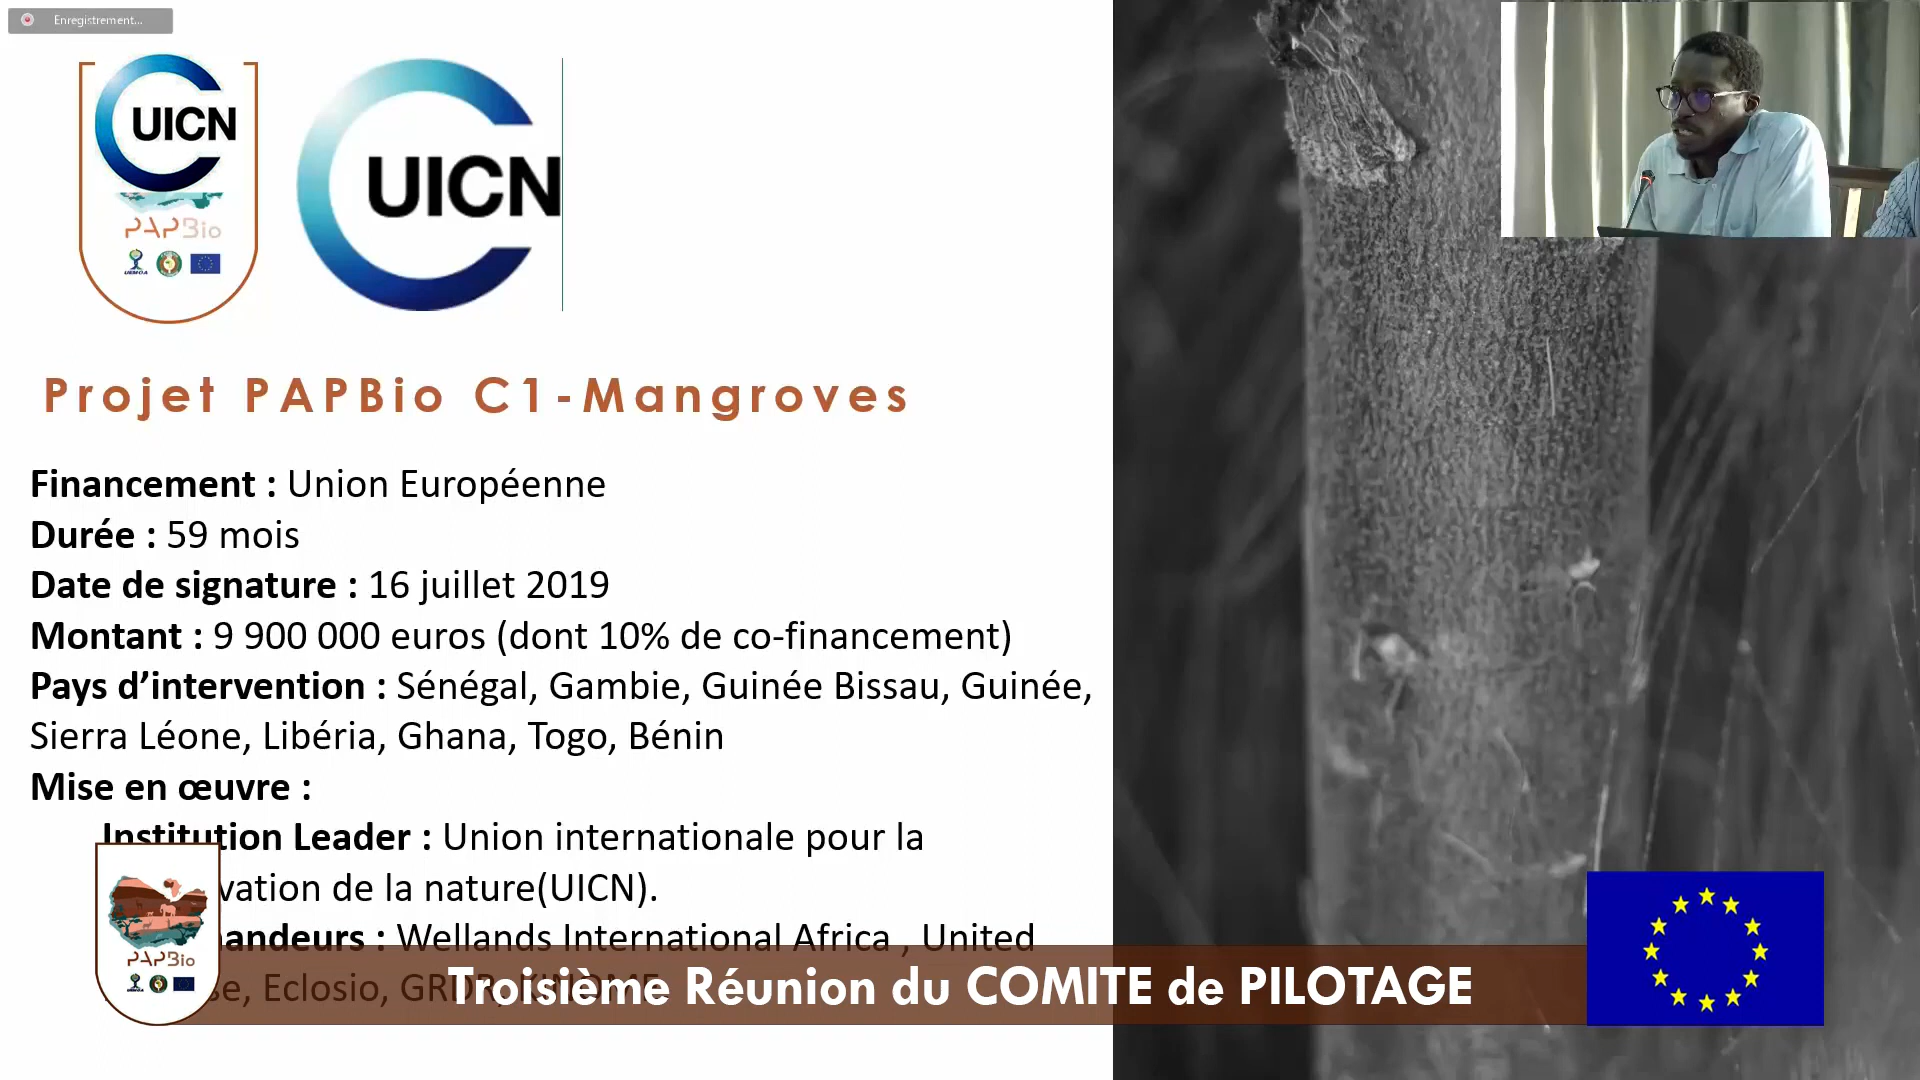 Enregistrement...
UICN
PAPBio
UICN
Projet PAPBio C1-Mangroves
Financement : Union Européenne
Durée : 59 mois
Date de signature : 16 juillet 2019
Montant : 9 900 000 euros (dont 10% de co-financement)
Pays d’intervention : Sénégal, Gambie, Guinée Bissau, Guinée,
Sierra Léone, Libéria, Ghana, Togo, Bénin
Mise en œuvre :
Institution Leader : Union internationale pour la
vation de la nature(UICN).
andeurs : Wellands International Africa , United
se, Eclosio,
PAPBio
Troisième Réunion du COMITE de PILOTAGE